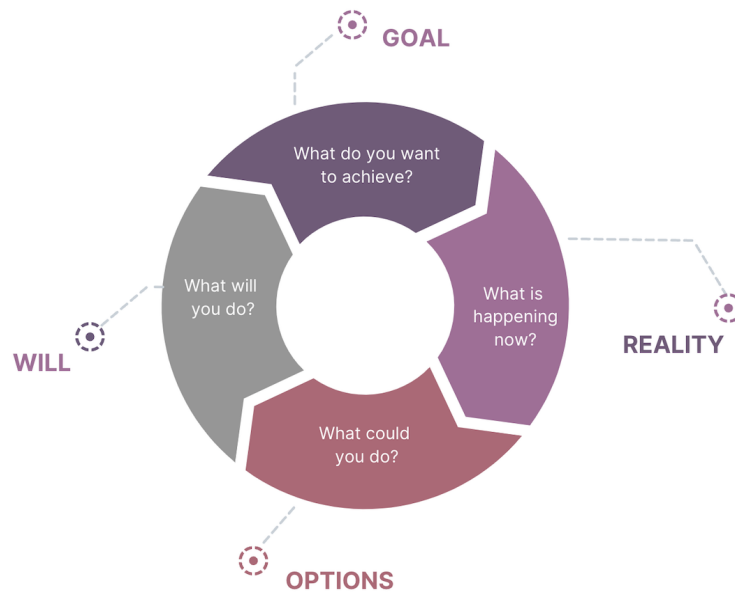 GOAL
What do you want
to achieve?
What is
happening
now?
REALITY
What could
you do?
OPTIONS
What will
you do?
WILL